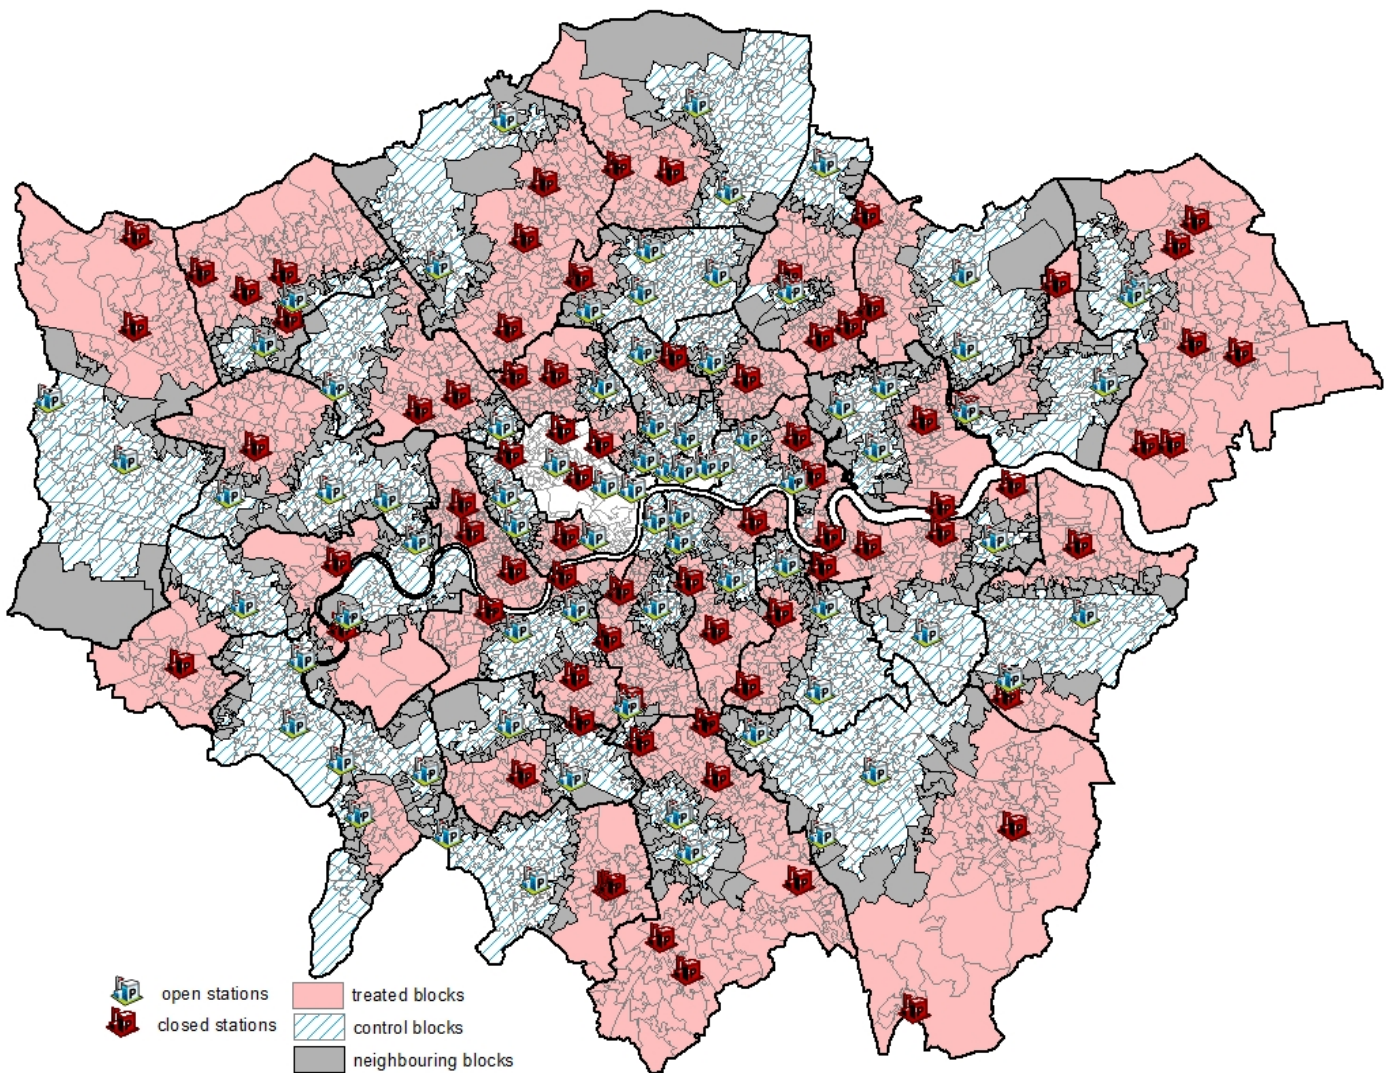 open stations
closed stations
treated blocks
control blocks
neighbouring blocks